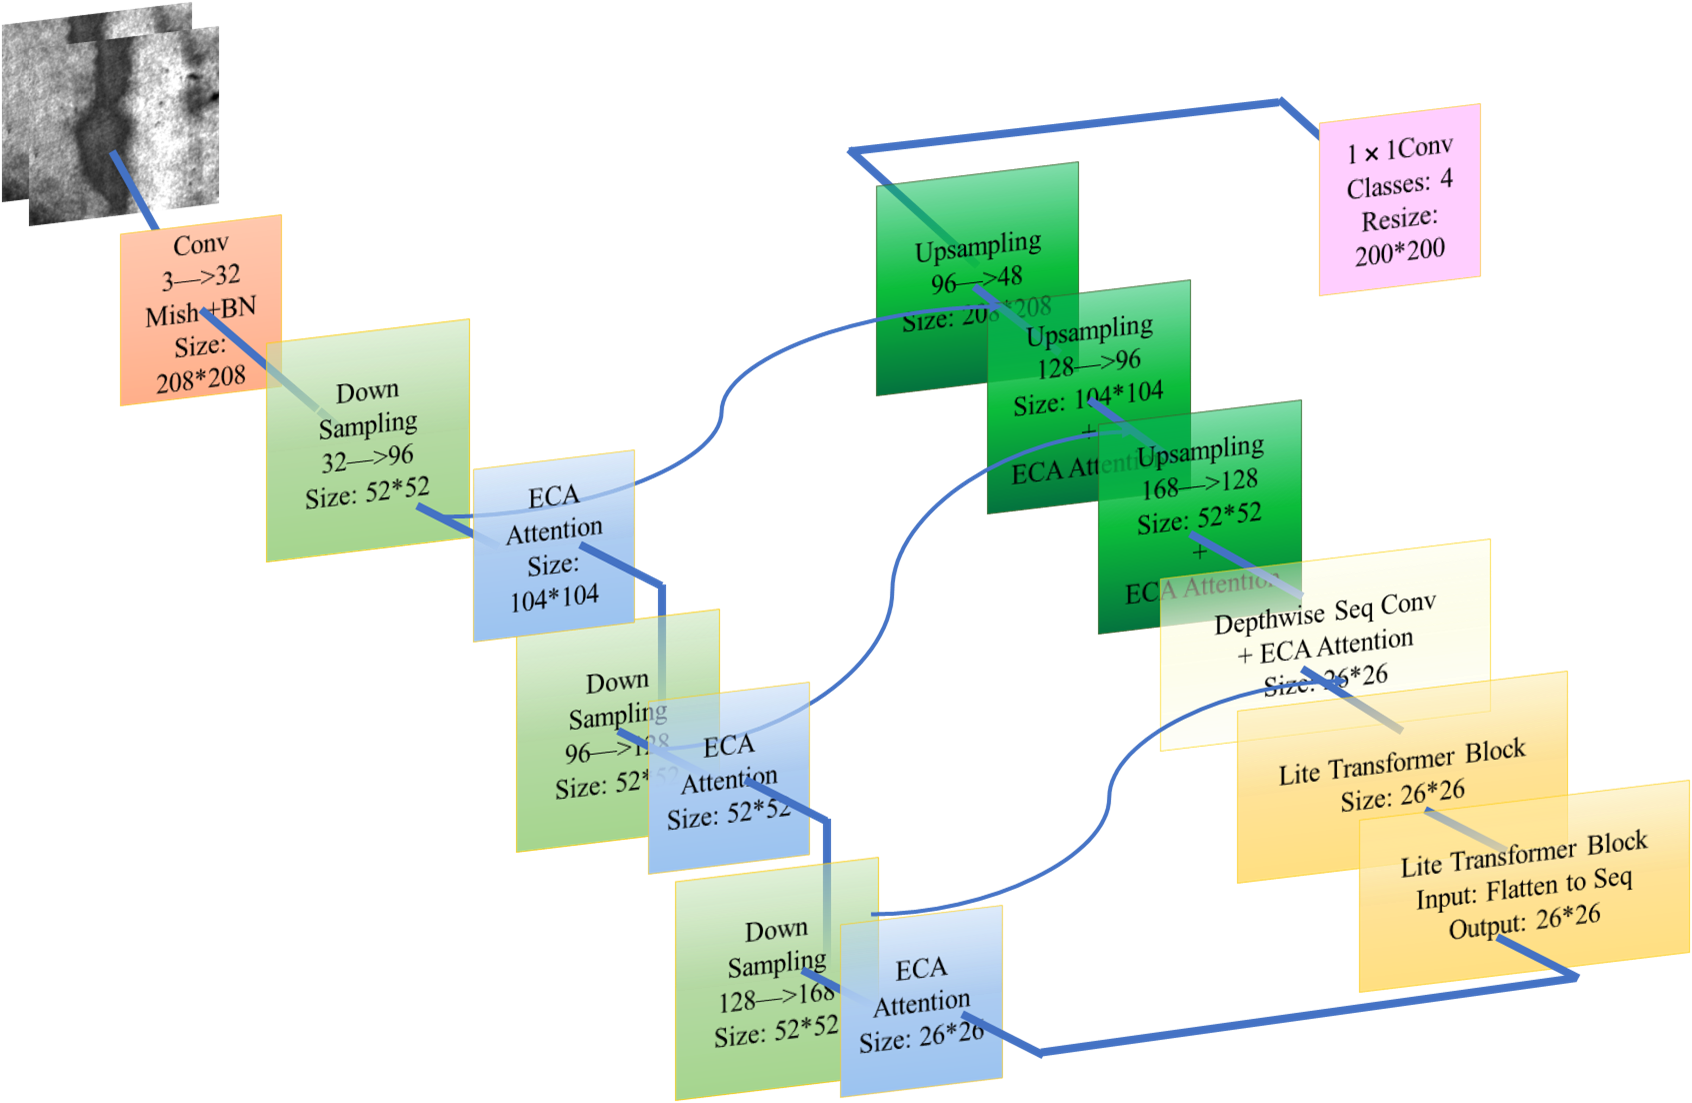 Conv
3—>32
Mish+BN
Size:
208*208
Down
Sampling
32—>96
Size: 52*52
ECA
Attention
Size:
104*104
Down
Sampling
96—>128
Size: 52*52
ECA
Attention
Size: 52*52
Down
Sampling
128—>168
Size: 52*52
ECA
Attention
Size: 26*26
Lite Transformer Block
Input: Flatten to Seq
Output: 26*26
Lite Transformer Block
Size: 26*26
Depthwise Seq Conv
+ ECA Attention
Size: 26*26
Upsampling
168—>128
Size: 52*52
+
ECA Attention
Upsampling
128—>96
Size: 104*104
+
ECA Attention
Upsampling
96—>48
Size: 208*208
1 × 1Conv
Classes: 4
Resize:
200*200